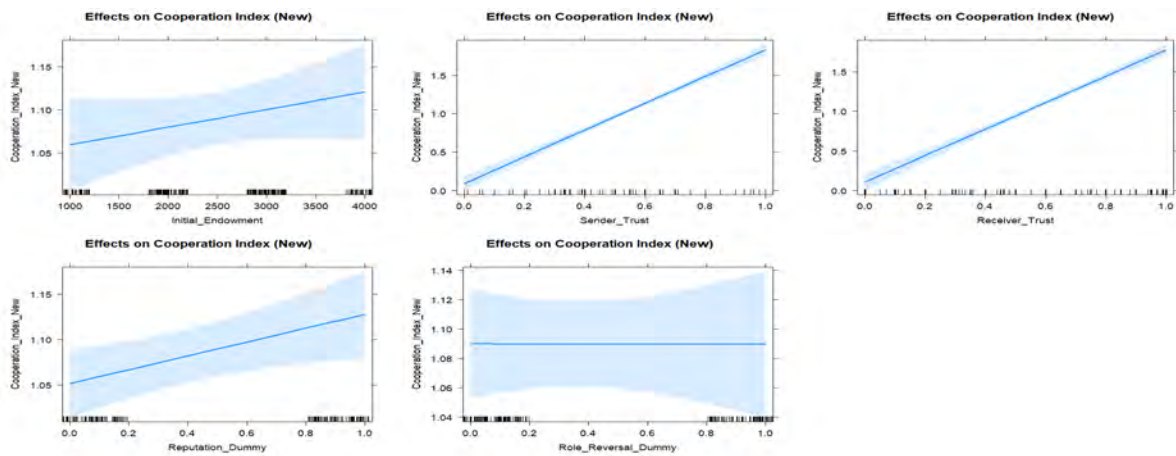 Effects on Cooperation Index (New)
Cooperation_Index_New
1.15
1.10
1.05
1000 1500 2000 2500 3000 3500 4000
Initial_Endowment
Effects on Cooperation Index (New)
Cooperation_Index_New
1.5
1.0
0.5
0.0
0.0 0.2 0.4 0.6 0.8 1.0
Sender_Trust
Effects on Cooperation Index (New)
Cooperation_Index_New
1.5
1.0
0.5
0.0
0.0 0.2 0.4 0.6 0.8 1.0
Receiver_Trust
Effects on Cooperation Index (New)
Cooperation_Index_New
1.15
1.10
1.05
0.0 0.2 0.4 0.6 0.8 1.0
Reputation_Dummy
Effects on Cooperation Index (New)
Cooperation_Index_New
1.14
1.12
1.10
1.08
1.06
1.04
0.0 0.2 0.4 0.6 0.8 1.0
Role_Reversal_Dummy